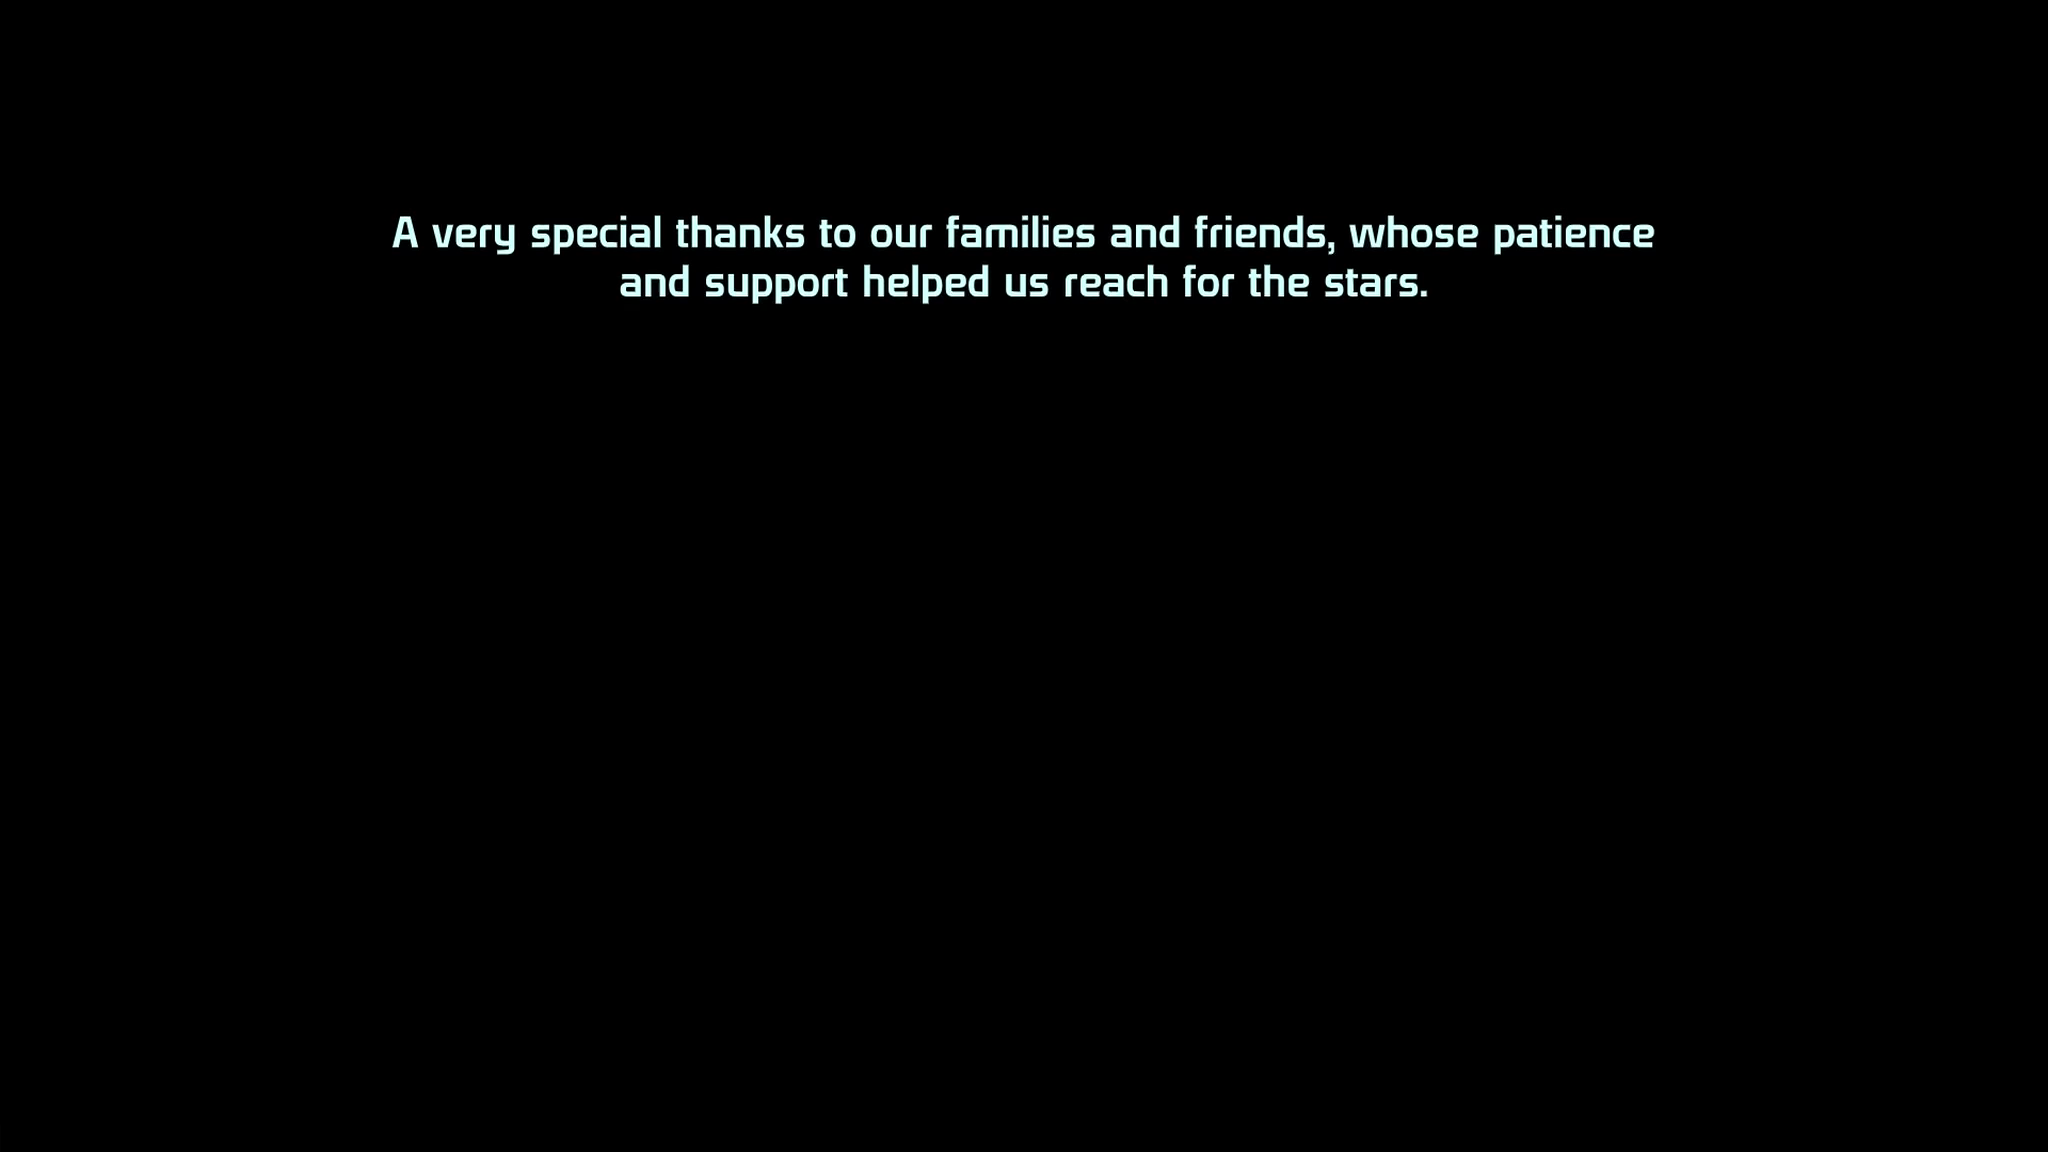 A very special thanks to our families and friends, whose patience
and support helped us reach for the stars.